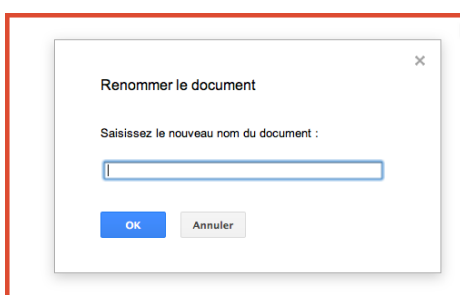 Renommer le document
Saisissez le nouveau nom du document :
OK
Annuler